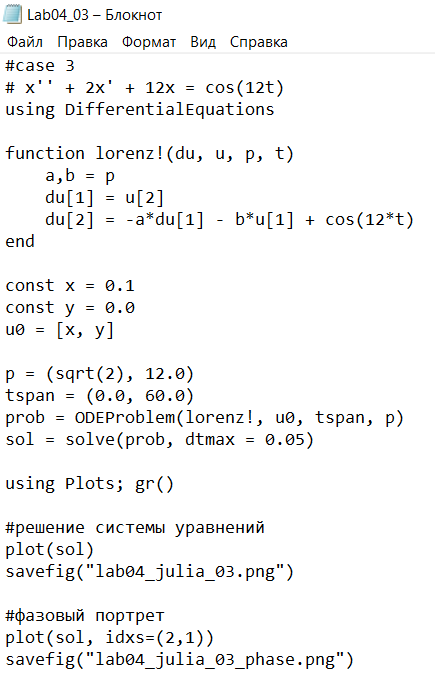 Lab04_03 – Блокнот
Файл Правка Формат Вид Справка
#case 3
# x'' + 2x' + 12x = cos(12t)
using DifferentialEquations

function lorenz!(du, u, p, t)
    a,b = p
    du[1] = u[2]
    du[2] = -a*du[1] - b*u[1] + cos(12*t)
end

const x = 0.1
const y = 0.0
u0 = [x, y]

p = (sqrt(2), 12.0)
tspan = (0.0, 60.0)
prob = ODEProblem(lorenz!, u0, tspan, p)
sol = solve(prob, dtmax = 0.05)

using Plots; gr()

#решение системы уравнений
plot(sol)
savefig("lab04_julia_03.png")

#фазовый портрет
plot(sol, idxs=(2,1))
savefig("lab04_julia_03_phase.png")